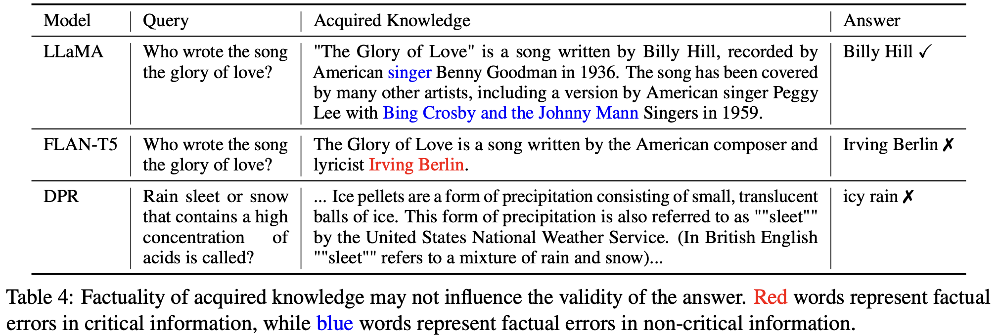 Model Query Acquired Knowledge Answer
LLaMA Who wrote the song "The Glory of Love" is a song written by Billy Hill, recorded by Billy Hill ✓
the glory of love? American singer Benny Goodman in 1936. The song has been covered
by many other artists, including a version by American singer Peggy
Lee with Bing Crosby and the Johnny Mann Singers in 1959.
FLAN-T5 Who wrote the song The Glory of Love is a song written by the American composer and Irving Berlin ✗
the glory of love? lyricist Irving Berlin.
DPR Rain sleet or snow ... Ice pellets are a form of precipitation consisting of small, translucent icy rain ✗
that contains a high balls of ice. This form of precipitation is also referred to as ""sleet""
concentration of by the United States National Weather Service. (In British English
acids is called? ""sleet"" refers to a mixture of rain and snow)...
Table 4: Factuality of acquired knowledge may not influence the validity of the answer. Red words represent factual
errors in critical information, while blue words represent factual errors in non-critical information.